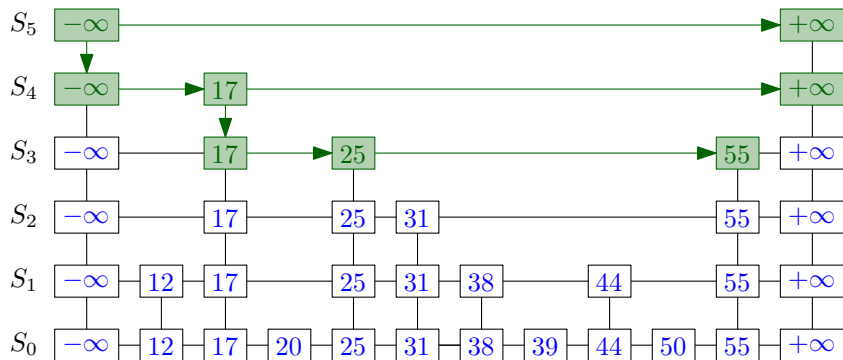 S5 −∞ +∞
S4 −∞ 17 +∞
S3 −∞ 17 25 55 +∞
S2 −∞ 17 25 31 55 +∞
S1 −∞ 12 17 25 31 38 44 55 +∞
S0 −∞ 12 17 20 25 31 38 39 44 50 55 +∞